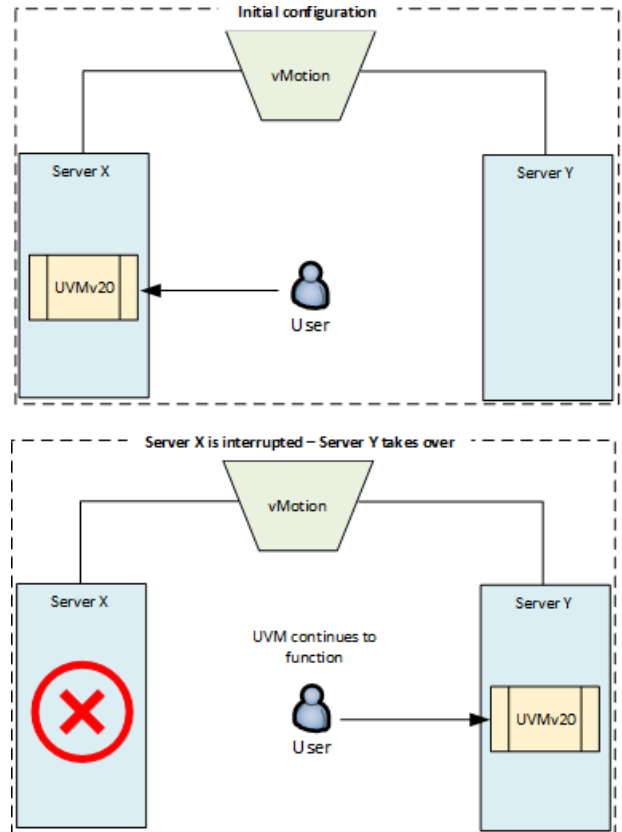 Initial configuration
vMotion
Server X
Server Y
UVMv20
User
Server X is interrupted – Server Y takes over
vMotion
Server X
Server Y
UVM continues to
function
UVMv20
User